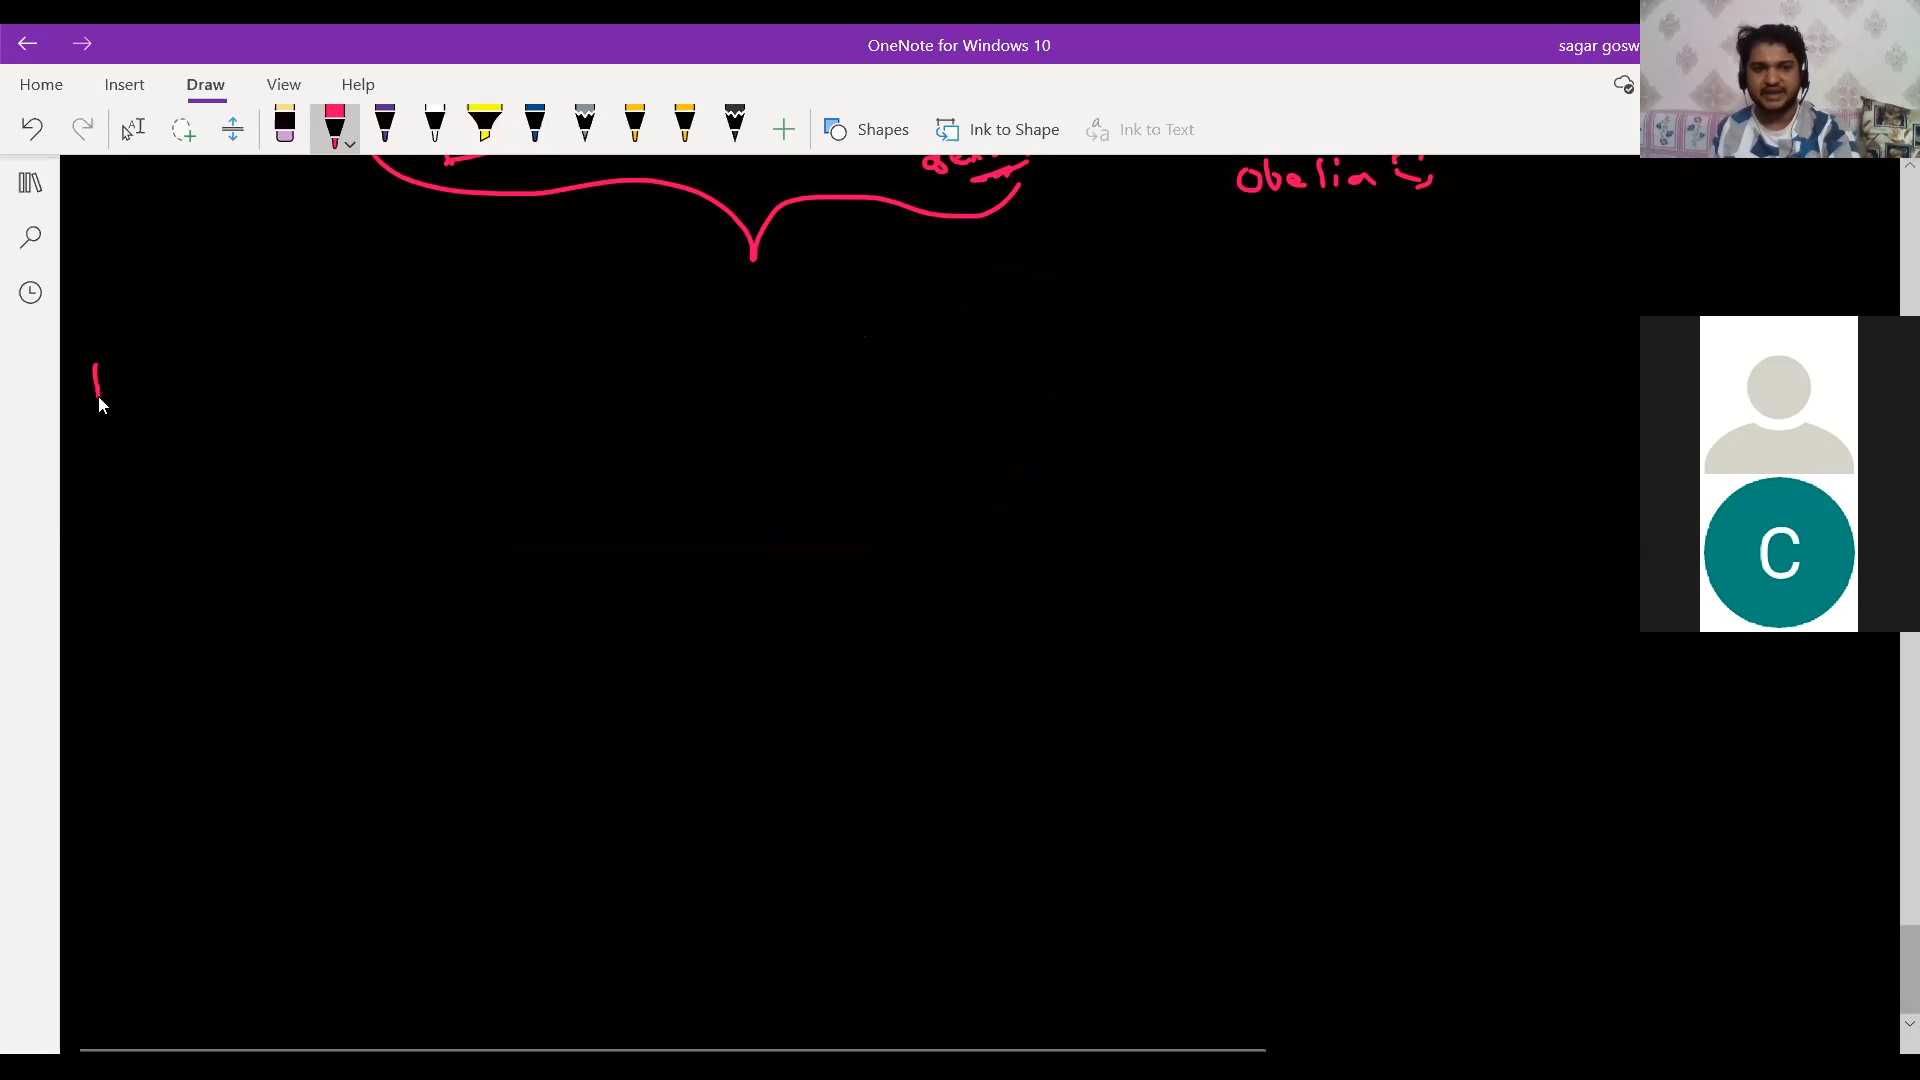 OneNote for Windows 10
sagar gosw
Home Insert Draw View Help
Shapes Ink to Shape Ink to Text
Obelia
C